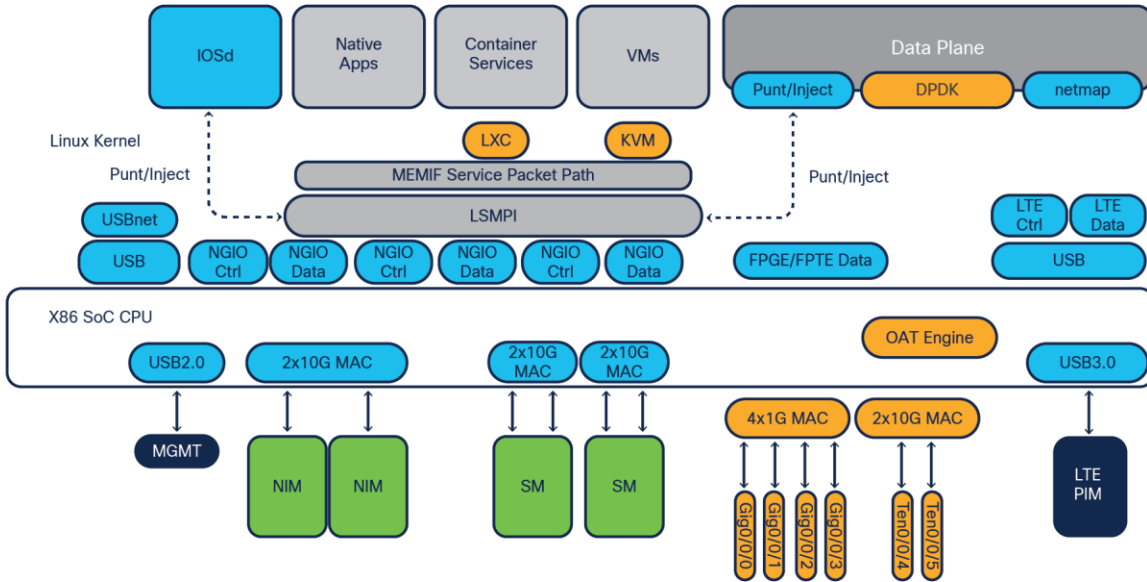 IOSd
Native
Apps
Container
Services
VMs
Data Plane
Punt/Inject
DPDK
netmap
Linux Kernel
LXC
KVM
Punt/Inject
MEMIF Service Packet Path
Punt/Inject
LSMPI
USBnet
LTE
Ctrl
LTE
Data
USB
NGIO
Ctrl
NGIO
Data
NGIO
Ctrl
NGIO
Data
NGIO
Ctrl
NGIO
Data
FPGE/FPTE Data
USB
X86 SoC CPU
OAT Engine
USB2.0
2x10G MAC
2x10G
MAC
2x10G
MAC
USB3.0
MGMT
4x1G MAC
2x10G MAC
NIM
NIM
SM
SM
Gig0/0/0
Gig0/0/1
Gig0/0/2
Gig0/0/3
Ten0/0/4
Ten0/0/5
LTE
PIM